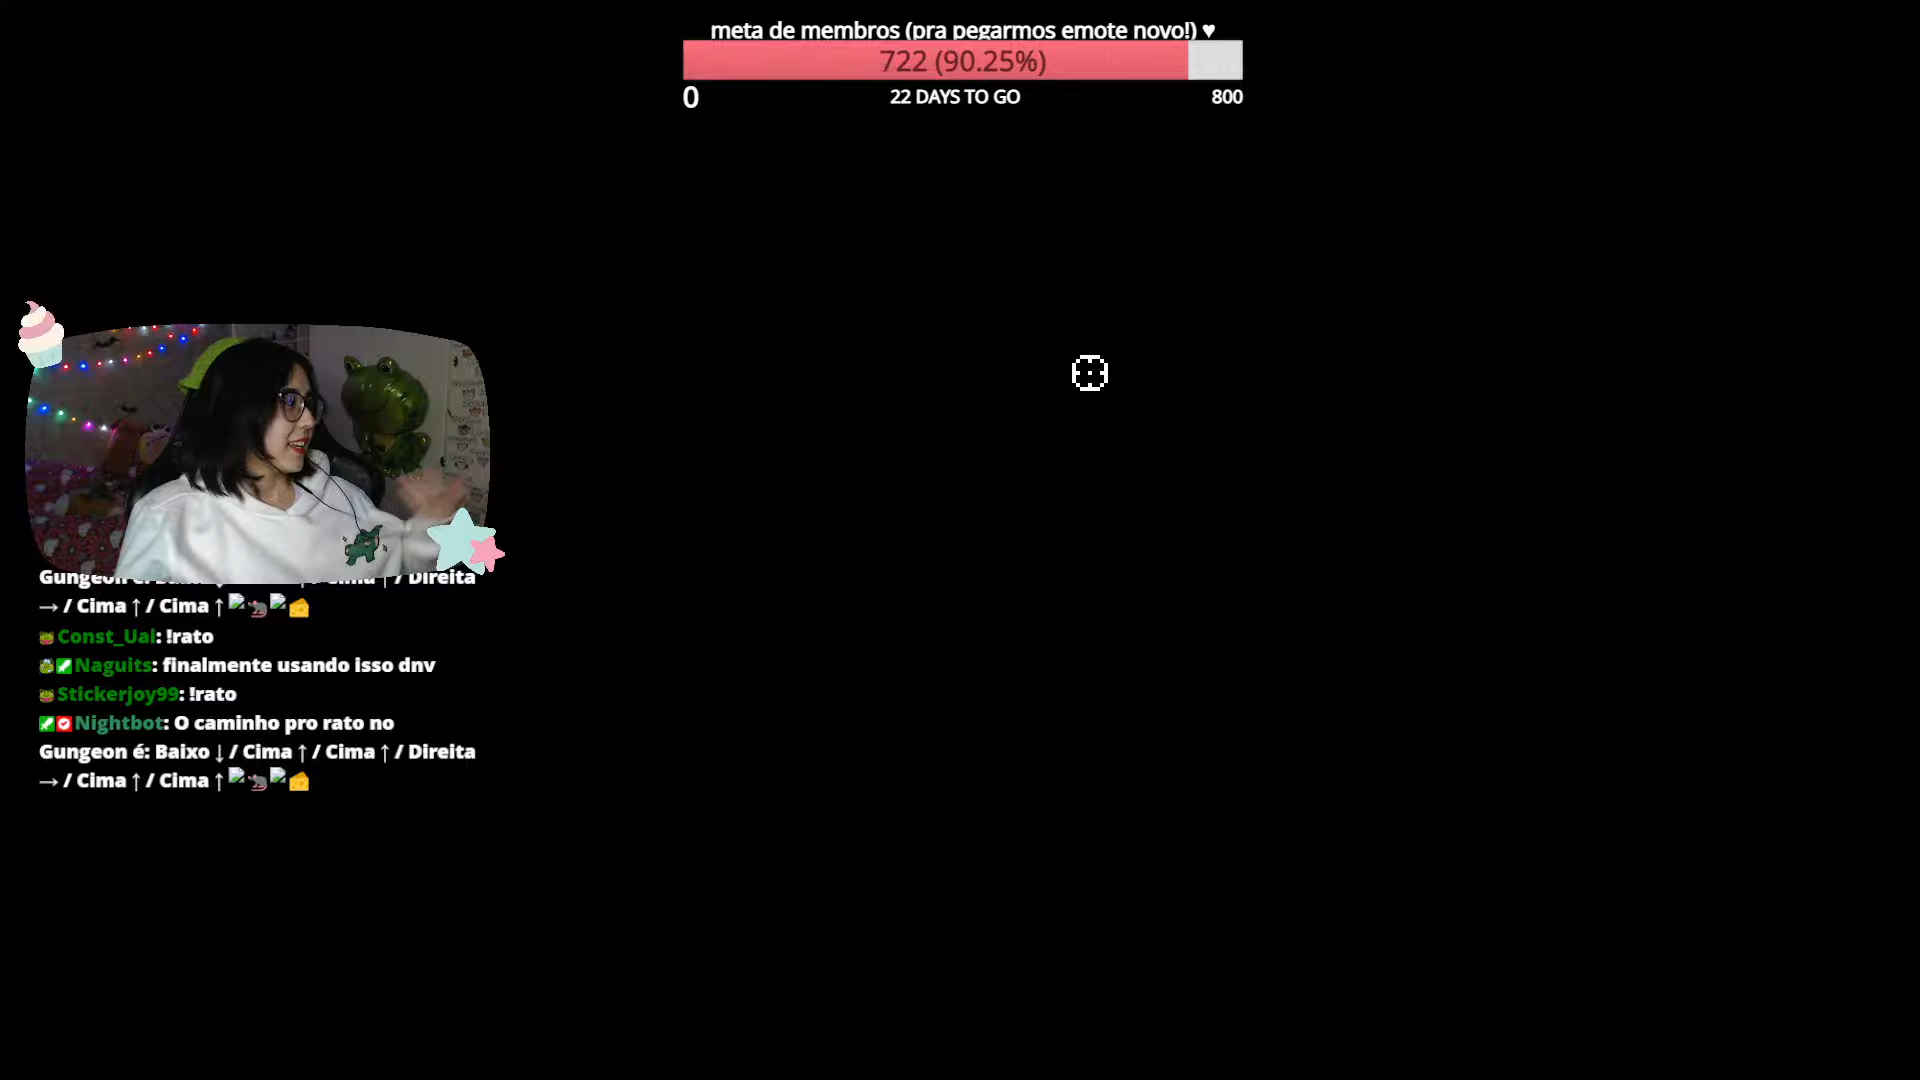 meta de membros (pra pegarmos emote novo!) ♥
722 (90.25%)
0 22 DAYS TO GO 800
Gungeon é: / Direita
→ / Cima ↑ / Cima ↑ 🐀 🧀
Const_Uai: !rato
Naguits: finalmente usando isso dnv
Stickerjoy99: !rato
Nightbot: O caminho pro rato no
Gungeon é: Baixo ↓ / Cima ↑ / Cima ↑ / Direita
→ / Cima ↑ / Cima ↑ 🐀 🧀